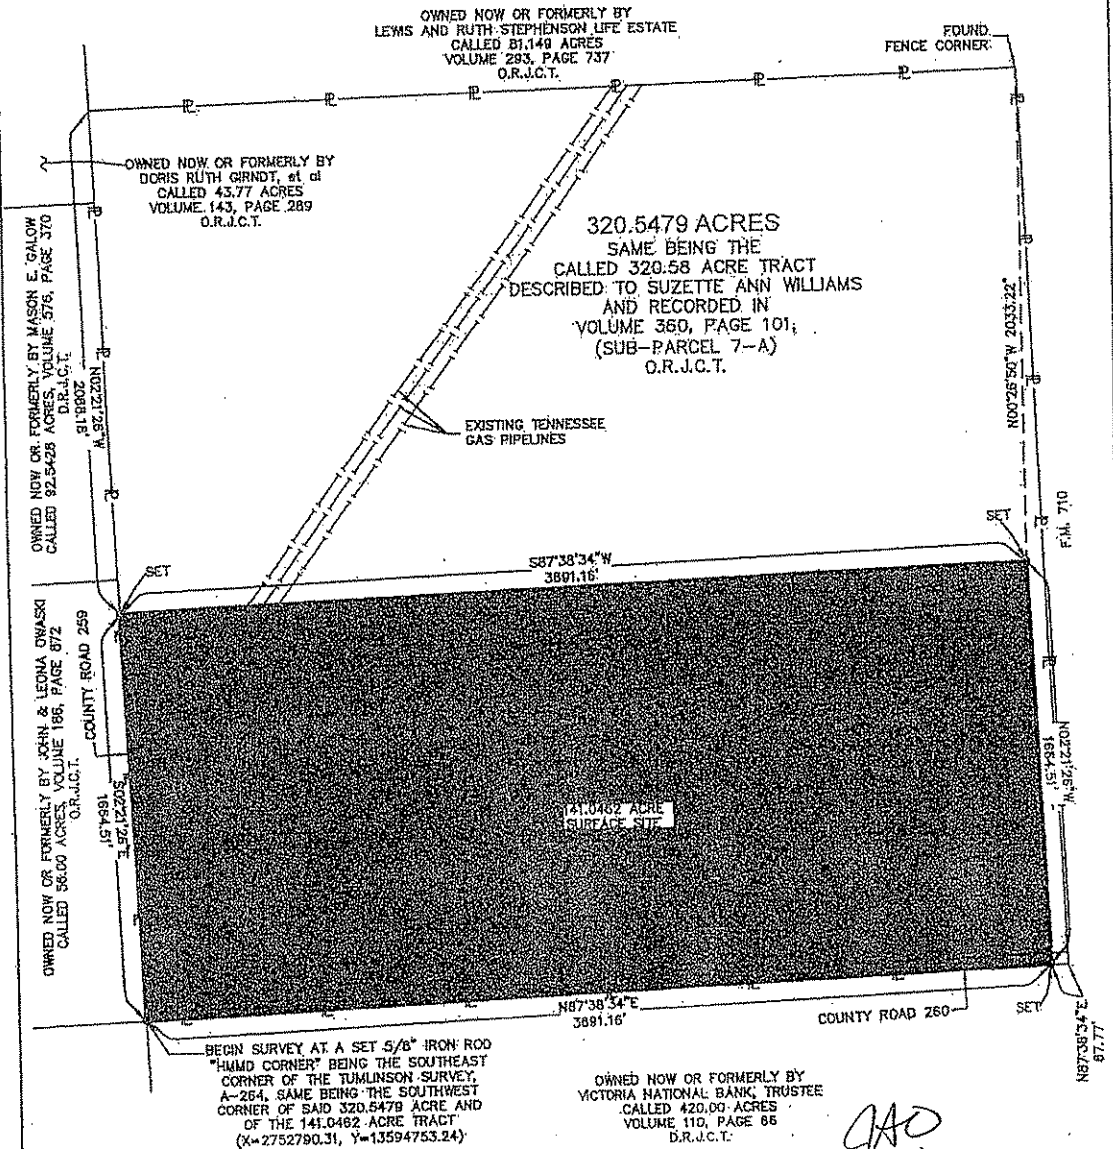 OWNED NOW OR FORMERLY BY
LEWIS AND RUTH STEPHENSON LIFE ESTATE
CALLED 81.149 ACRES
VOLUME 293, PAGE 737
O.R.J.C.T.
FOUND
FENCE CORNER
OWNED NOW OR FORMERLY BY
DORIS RUTH GIRNDT, et al
CALLED 43.77 ACRES
VOLUME 143, PAGE 289
O.R.J.C.T.
320.5479 ACRES
SAME BEING THE
CALLED 320.58 ACRE TRACT
DESCRIBED TO SUZETTE ANN WILLIAMS
AND RECORDED IN
VOLUME 360, PAGE 101,
(SUB-PARCEL 7-A)
O.R.J.C.T.
OWNED NOW OR FORMERLY BY MASON E. GALOW
CALLED 92.5428 ACRES, VOLUME 576, PAGE 370
D.R.J.C.T.
N02°21'26"W
2068.18'
N00°26'50"W 2033.22'
EXISTING TENNESSEE
GAS PIPELINES
F.M. 710
SET
SET
S87°38'34"W
3691.16'
OWNED NOW OR FORMERLY BY JOHN & LEONA OWASKI
CALLED 56.00 ACRES, VOLUME 186, PAGE 872
O.R.J.C.T.
COUNTY ROAD 259
S02°21'26"E
1664.51'
141.0462 ACRE
SURFACE SITE
N02°21'26"W
1664.51'
N87°38'34"E
3691.16'
COUNTY ROAD 260
SET
N87°38'34"E
67.77'
BEGIN SURVEY AT A SET 5/8" IRON ROD
"HMMD CORNER" BEING THE SOUTHEAST
CORNER OF THE TUMLINSON SURVEY,
A-264, SAME BEING THE SOUTHWEST
CORNER OF SAID 320.5479 ACRE AND
OF THE 141.0462 ACRE TRACT
(X=2752790.31, Y=13594753.24)
OWNED NOW OR FORMERLY BY
VICTORIA NATIONAL BANK, TRUSTEE
CALLED 420.00 ACRES
VOLUME 110, PAGE 66
D.R.J.C.T.